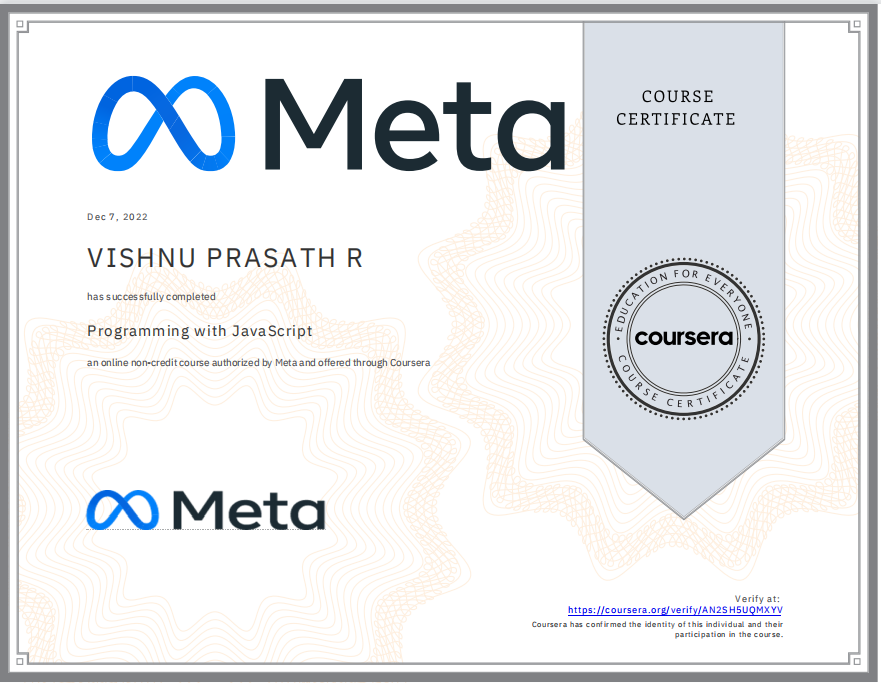 Meta
COURSE
CERTIFICATE
Dec 7, 2022
VISHNU PRASATH R
has successfully completed
Programming with JavaScript
an online non-credit course authorized by Meta and offered through Coursera
EDUCATION FOR EVERYONE
coursera
COURSE CERTIFICATE
Meta
Verify at:
https://coursera.org/verify/AN2SH5UQMXYV
Coursera has confirmed the identity of this individual and their
participation in the course.